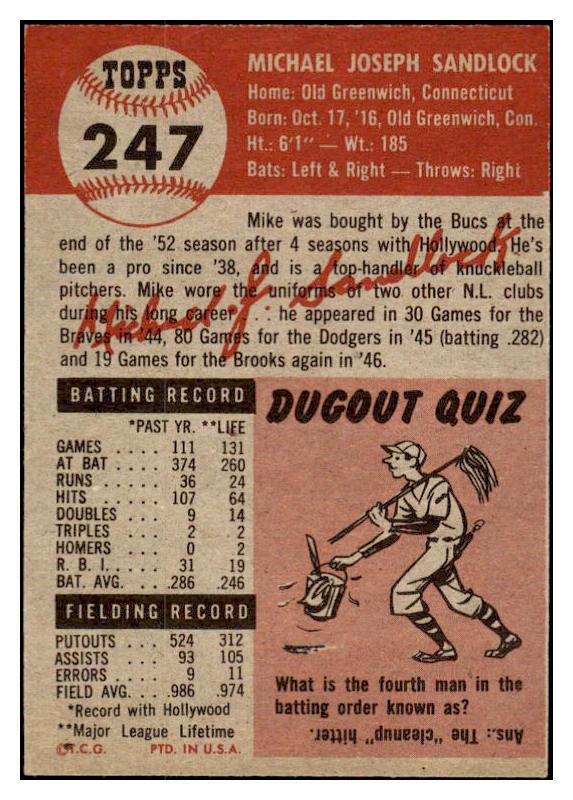 TOPPS
247
MICHAEL JOSEPH SANDLOCK
Home: Old Greenwich, Connecticut
Born: Oct. 17, '16, Old Greenwich, Con.
Ht.: 6'1" — Wt.: 185
Bats: Left & Right — Throws: Right
Mike was bought by the Bucs at the
end of the '52 season after 4 seasons with Hollywood. He's
been a pro since '38, and is a top-handler of knuckleball
pitchers. Mike wore the uniforms of two other N.L. clubs
during his long career . . . he appeared in 30 Games for the
Braves in '44, 80 Games for the Dodgers in '45 (batting .282)
and 19 Games for the Brooks again in '46.
Michael J. Sandlock
BATTING RECORD
*PAST YR. **LIFE
GAMES .... 111 131
AT BAT .... 374 260
RUNS .... 36 24
HITS .... 107 64
DOUBLES ... 9 14
TRIPLES ... 2 2
HOMERS ... 0 2
R. B. I. .... 31 19
BAT. AVG. ... .286 .246
FIELDING RECORD
PUTOUTS ... 524 312
ASSISTS ... 93 105
ERRORS .... 9 11
FIELD AVG. .. .986 .974
*Record with Hollywood
**Major League Lifetime
©T.C.G. PTD. IN U.S.A.
DUGOUT QUIZ
What is the fourth man in the
batting order known as?
Ans.: The "cleanup" hitter.